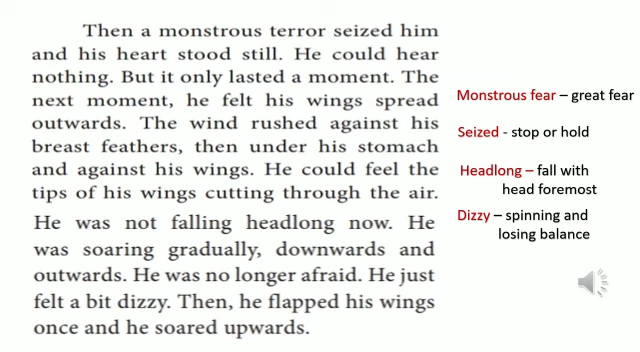 Then a monstrous terror seized him
and his heart stood still. He could hear
nothing. But it only lasted a moment. The
next moment, he felt his wings spread
outwards. The wind rushed against his
breast feathers, then under his stomach
and against his wings. He could feel the
tips of his wings cutting through the air.
He was not falling headlong now. He
was soaring gradually, downwards and
outwards. He was no longer afraid. He just
felt a bit dizzy. Then, he flapped his wings
once and he soared upwards.
Monstrous fear – great fear
Seized - stop or hold
Headlong – fall with
head foremost
Dizzy – spinning and
losing balance